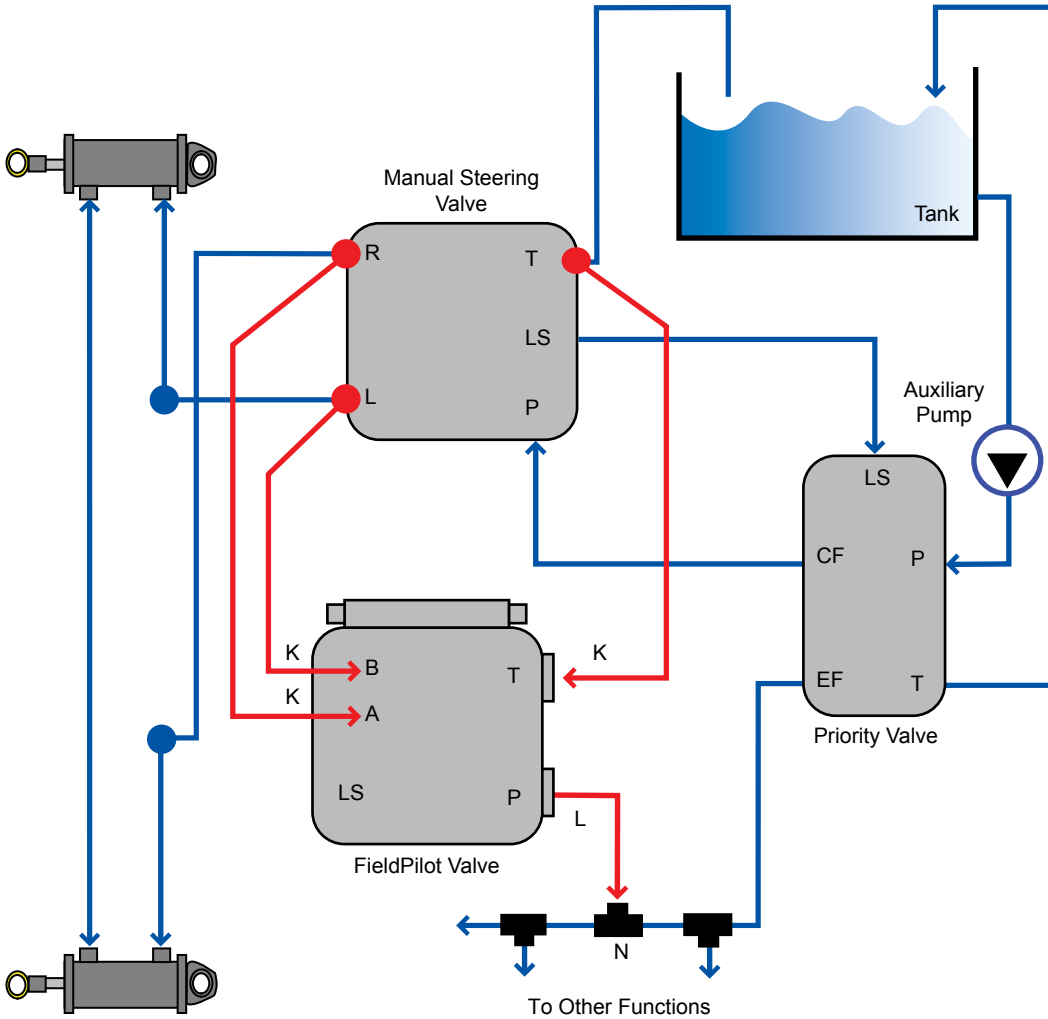 Manual Steering
Valve
R
T
LS
P
L
Tank
Auxiliary
Pump
LS
CF
P
EF
T
Priority Valve
K
B
T
K
K
A
LS
P
L
FieldPilot Valve
N
To Other Functions